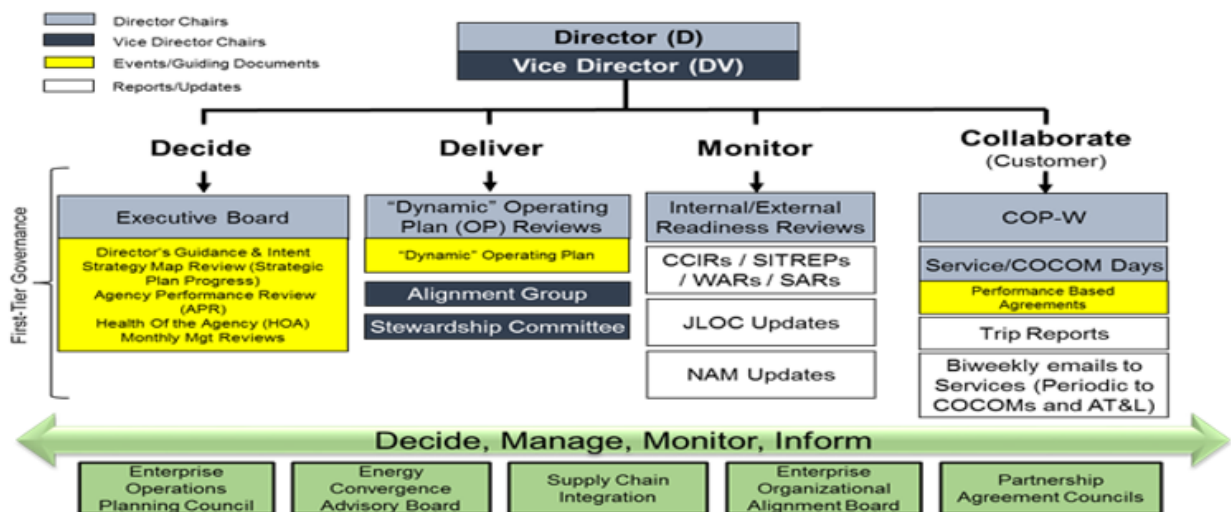 Director Chairs
Vice Director Chairs
Events/Guiding Documents
Reports/Updates
Director (D)
Vice Director (DV)
Decide
Deliver
Monitor
Collaborate
(Customer)
First-Tier Governance
Executive Board
Director's Guidance & Intent
Strategy Map Review (Strategic
Plan Progress)
Agency Performance Review
(APR)
Health Of the Agency (HOA)
Monthly Mgt Reviews
"Dynamic" Operating
Plan (OP) Reviews
"Dynamic" Operating Plan
Alignment Group
Stewardship Committee
Internal/External
Readiness Reviews
CCIRs / SITREPs
/ WARs / SARs
JLOC Updates
NAM Updates
COP-W
Service/COCOM Days
Performance Based
Agreements
Trip Reports
Biweekly emails to
Services (Periodic to
COCOMs and AT&L)
Decide, Manage, Monitor, Inform
Enterprise
Operations
Planning Council
Energy
Convergence
Advisory Board
Supply Chain
Integration
Enterprise
Organizational
Alignment Board
Partnership
Agreement Councils